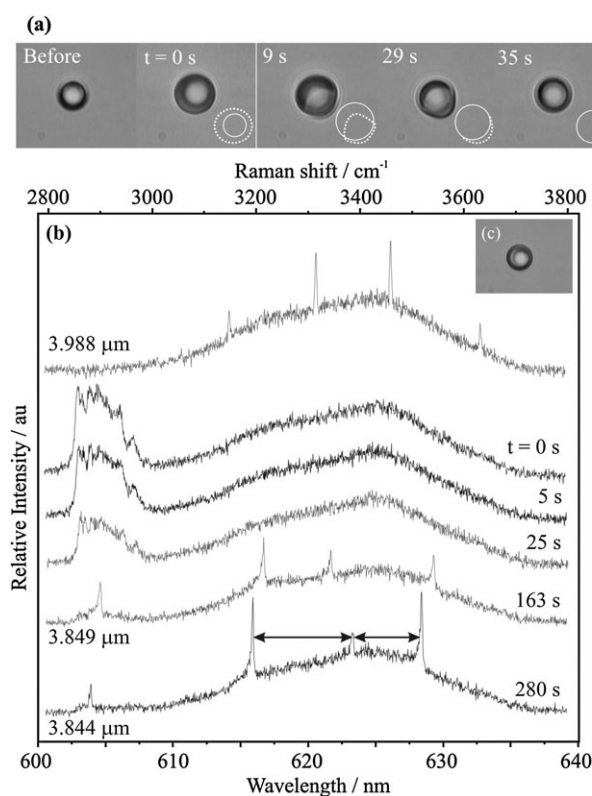 (a)
Before
t = 0 s
9 s
29 s
35 s
Raman shift / cm⁻¹
2800 3000 3200 3400 3600 3800
(b)
(c)
3.988 μm
t = 0 s
5 s
25 s
163 s
3.849 μm
280 s
3.844 μm
Relative Intensity / au
600 610 620 630 640
Wavelength / nm